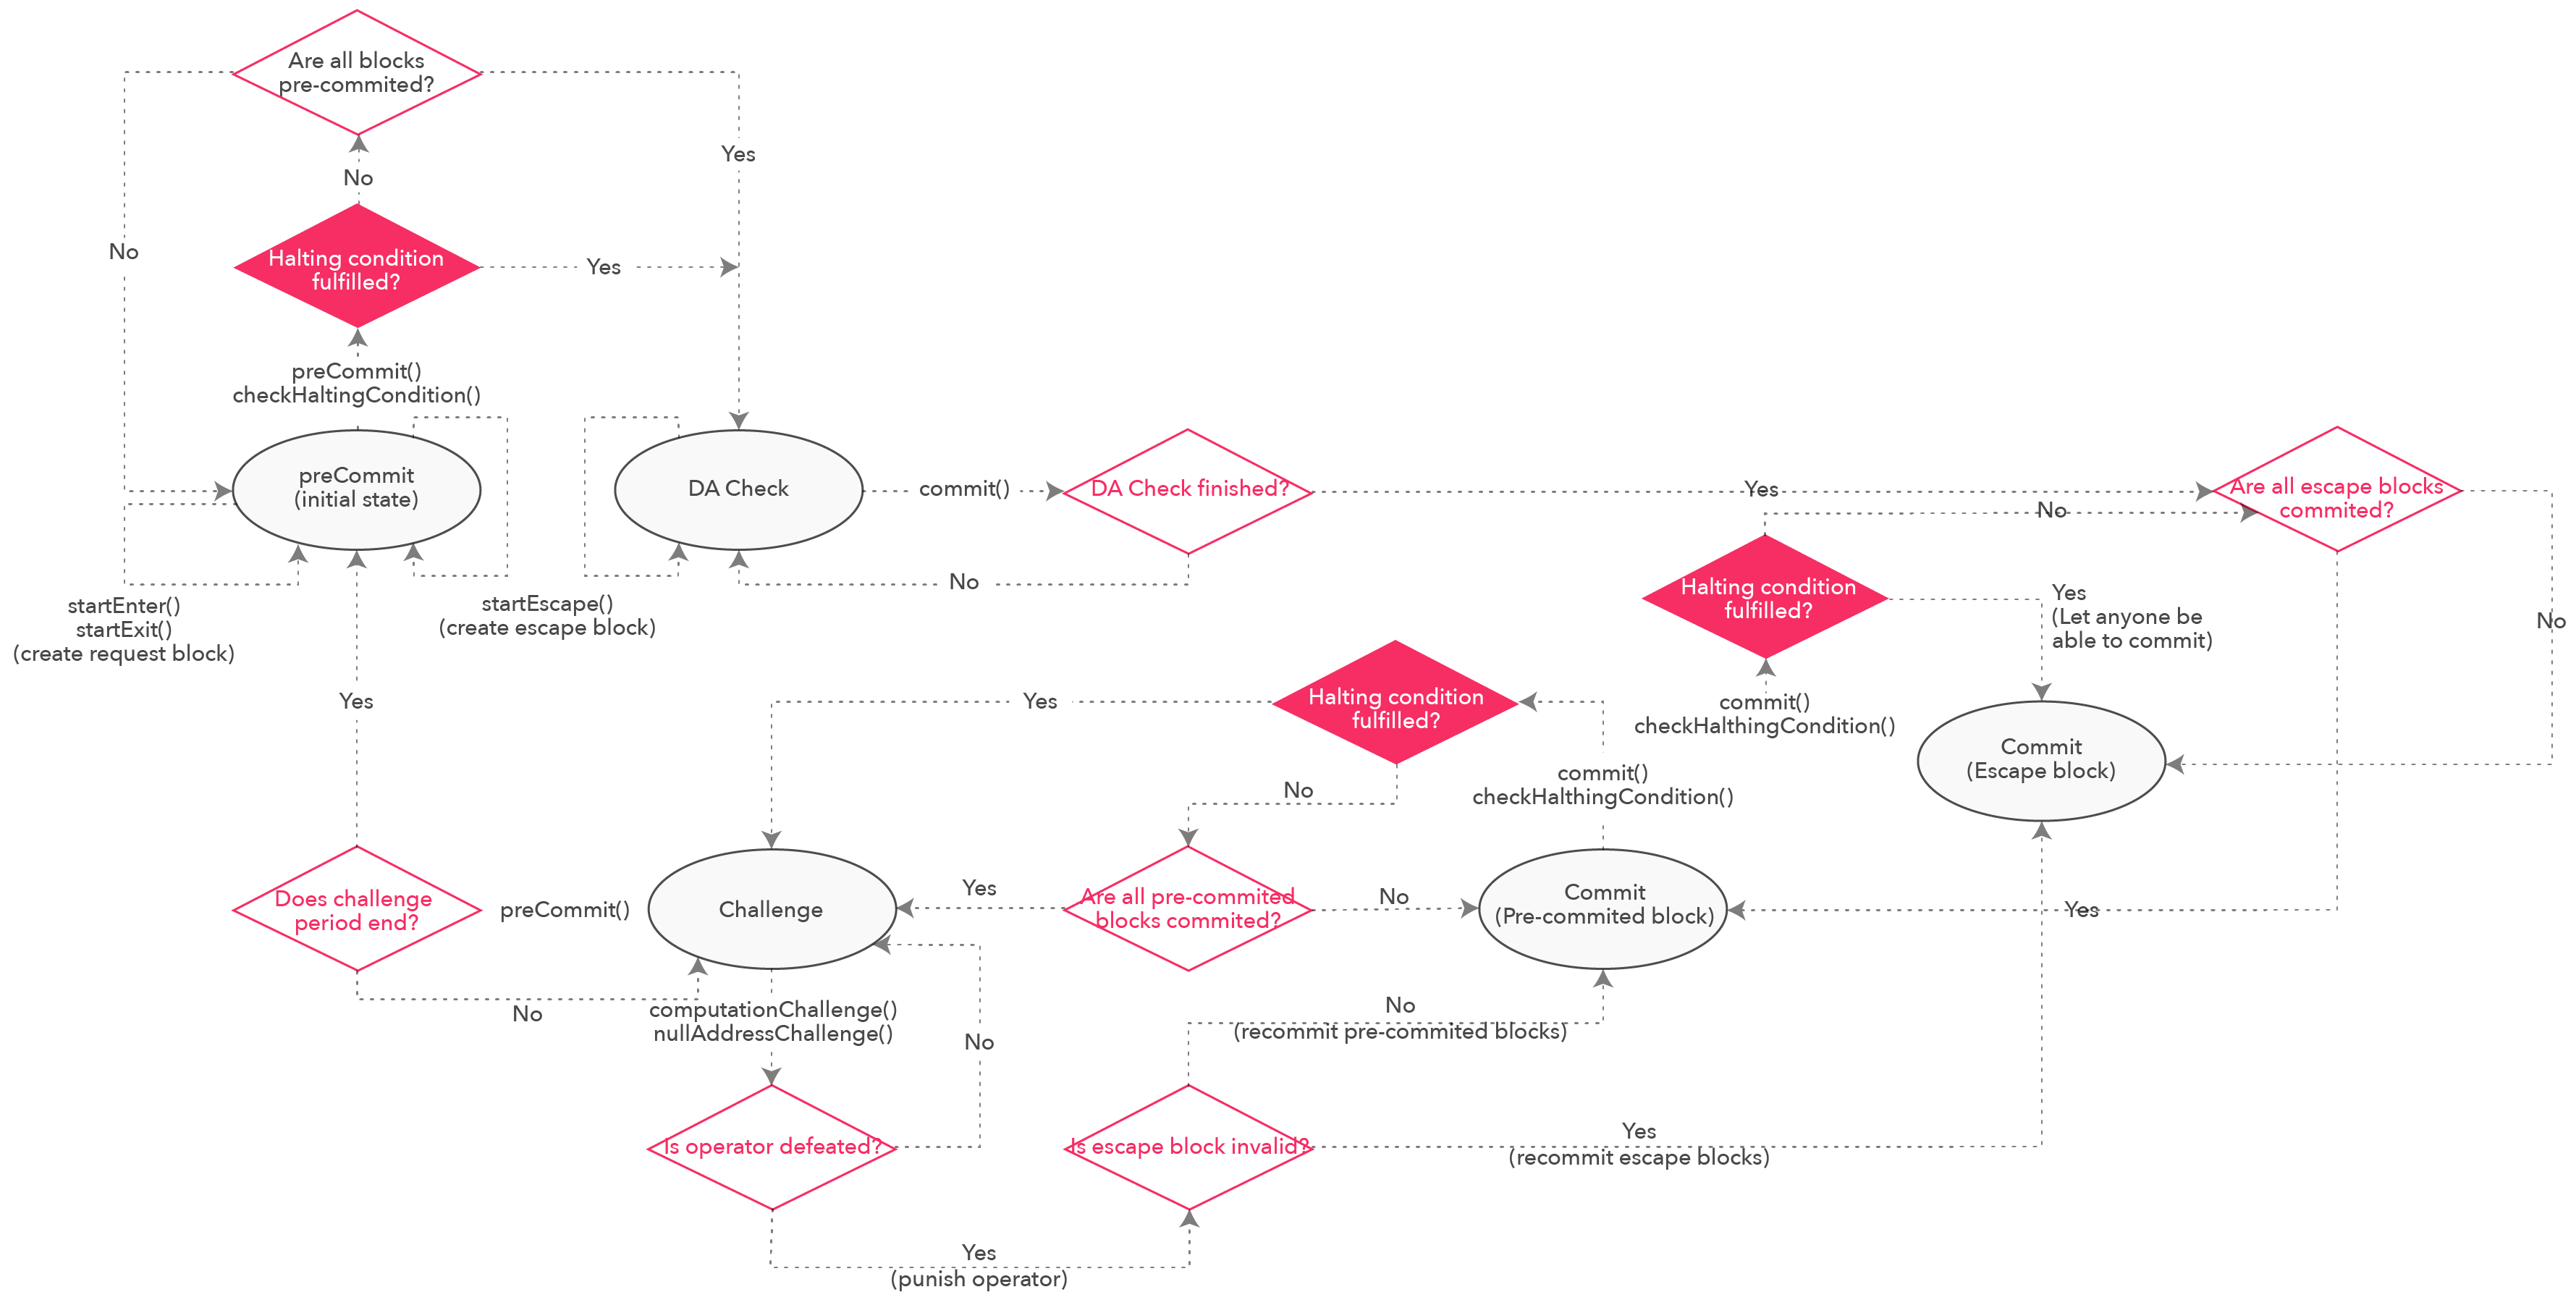 Are all blocks
pre-commited?
Yes
No
No
Halting condition
fulfilled?
Yes
preCommit()
checkHaltingCondition()
preCommit
(initial state)
DA Check
commit()
DA Check finished?
Yes
Are all escape blocks
commited?
No
No
startEnter()
startExit()
(create request block)
startEscape()
(create escape block)
Halting condition
fulfilled?
Yes
(Let anyone be
able to commit)
No
Yes
Yes
Halting condition
fulfilled?
commit()
checkHalthingCondition()
Commit
(Escape block)
No
commit()
checkHalthingCondition()
Does challenge
period end?
preCommit()
Challenge
Yes
Are all pre-commited
blocks commited?
No
Commit
(Pre-commited block)
Yes
No
computationChallenge()
nullAddressChallenge()
No
No
(recommit pre-commited blocks)
Is operator defeated?
Is escape block invalid?
Yes
(recommit escape blocks)
Yes
(punish operator)